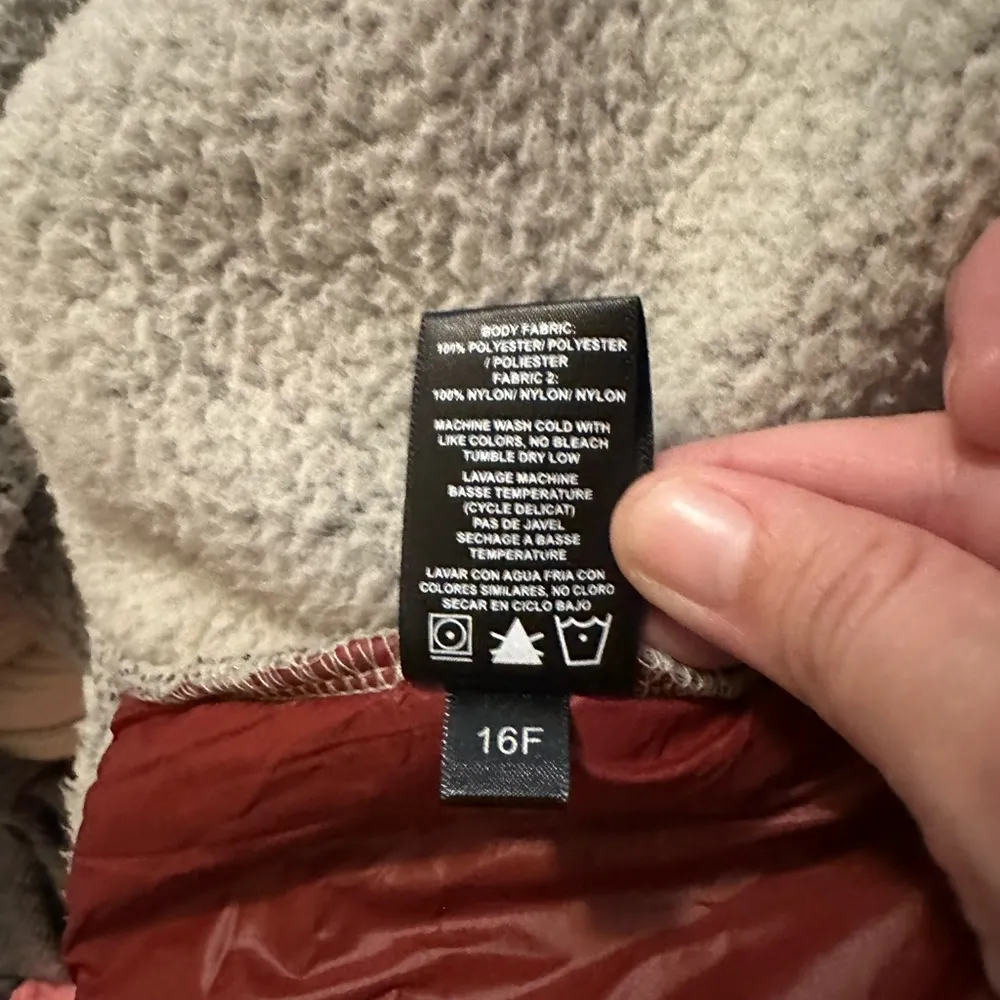 BODY FABRIC:
100% POLYESTER/ POLYESTER
/ POLIESTER
FABRIC 2:
100% NYLON/ NYLON/ NYLON
MACHINE WASH COLD WITH
LIKE COLORS, NO BLEACH
TUMBLE DRY LOW
LAVAGE MACHINE
BASSE TEMPERATURE
(CYCLE DELICAT)
PAS DE JAVEL
SECHAGE A BASSE
TEMPERATURE
LAVAR CON AGUA FRIA CON
COLORES SIMILARES, NO CLORO
SECAR EN CICLO BAJO
16F